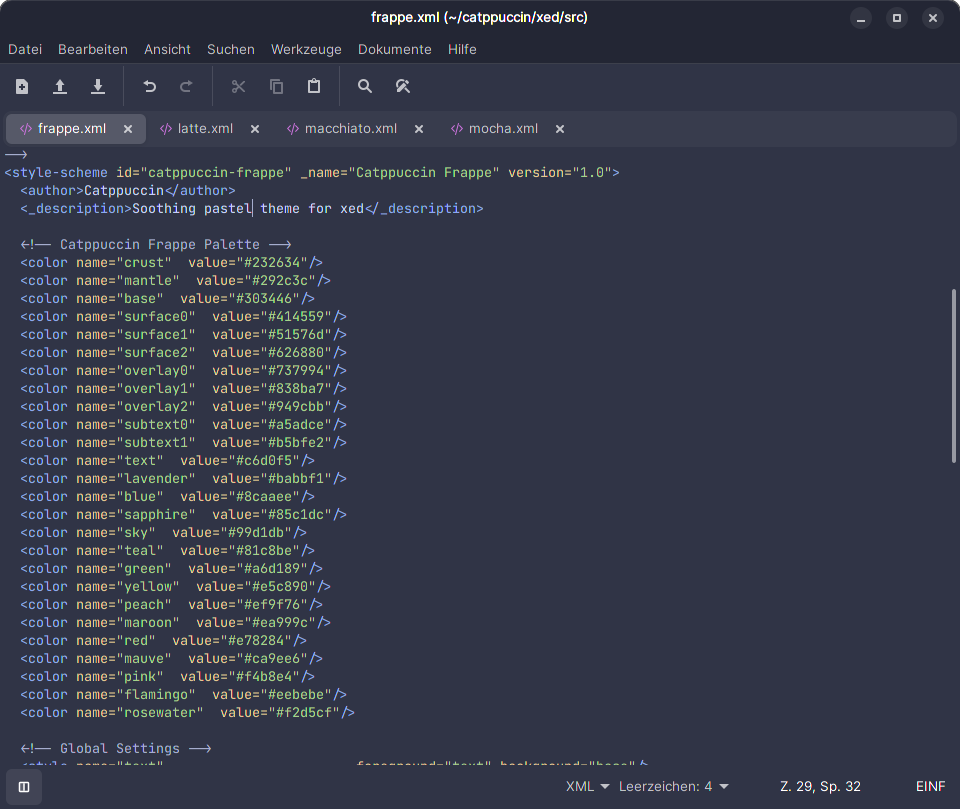 frappe.xml (~/catppuccin/xed/src)
Datei Bearbeiten Ansicht Suchen Werkzeuge Dokumente Hilfe
frappe.xml latte.xml macchiato.xml mocha.xml
-->
<style-scheme id="catppuccin-frappe" _name="Catppuccin Frappe" version="1.0">
  <author>Catppuccin</author>
  <_description>Soothing pastel theme for xed</_description>

  <!-- Catppuccin Frappe Palette -->
  <color name="crust"  value="#232634"/>
  <color name="mantle"  value="#292c3c"/>
  <color name="base"  value="#303446"/>
  <color name="surface0"  value="#414559"/>
  <color name="surface1"  value="#51576d"/>
  <color name="surface2"  value="#626880"/>
  <color name="overlay0"  value="#737994"/>
  <color name="overlay1"  value="#838ba7"/>
  <color name="overlay2"  value="#949cbb"/>
  <color name="subtext0"  value="#a5adce"/>
  <color name="subtext1"  value="#b5bfe2"/>
  <color name="text"  value="#c6d0f5"/>
  <color name="lavender"  value="#babbf1"/>
  <color name="blue"  value="#8caaee"/>
  <color name="sapphire"  value="#85c1dc"/>
  <color name="sky"  value="#99d1db"/>
  <color name="teal"  value="#81c8be"/>
  <color name="green"  value="#a6d189"/>
  <color name="yellow"  value="#e5c890"/>
  <color name="peach"  value="#ef9f76"/>
  <color name="maroon"  value="#ea999c"/>
  <color name="red"  value="#e78284"/>
  <color name="mauve"  value="#ca9ee6"/>
  <color name="pink"  value="#f4b8e4"/>
  <color name="flamingo"  value="#eebebe"/>
  <color name="rosewater"  value="#f2d5cf"/>

  <!-- Global Settings -->
  <style name="text" foreground="text" background="base"/>
XML Leerzeichen: 4 Z. 29, Sp. 32 EINF